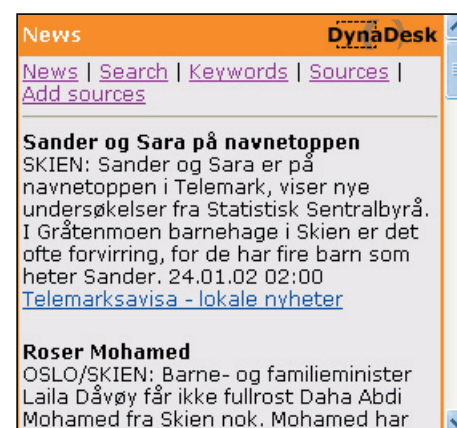 News DynaDesk
News | Search | Keywords | Sources |
Add sources
Sander og Sara på navnetoppen
SKIEN: Sander og Sara er på
navnetoppen i Telemark, viser nye
undersøkelser fra Statistisk Sentralbyrå.
I Gråtenmoen barnehage i Skien er det
ofte forvirring, for de har fire barn som
heter Sander. 24.01.02 02:00
Telemarksavisa - lokale nyheter
Roser Mohamed
OSLO/SKIEN: Barne- og familieminister
Laila Dåvøy får ikke fullrost Daha Abdi
Mohamed fra Skien nok. Mohamed har